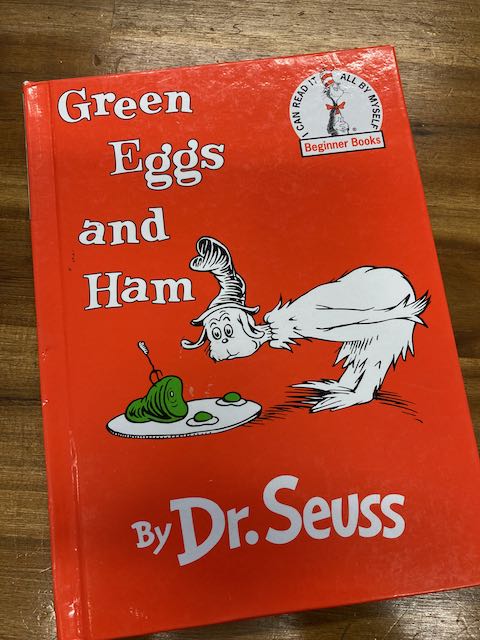 Green
Eggs
and
Ham
I CAN READ IT ALL BY MYSELF
Beginner Books
By Dr. Seuss